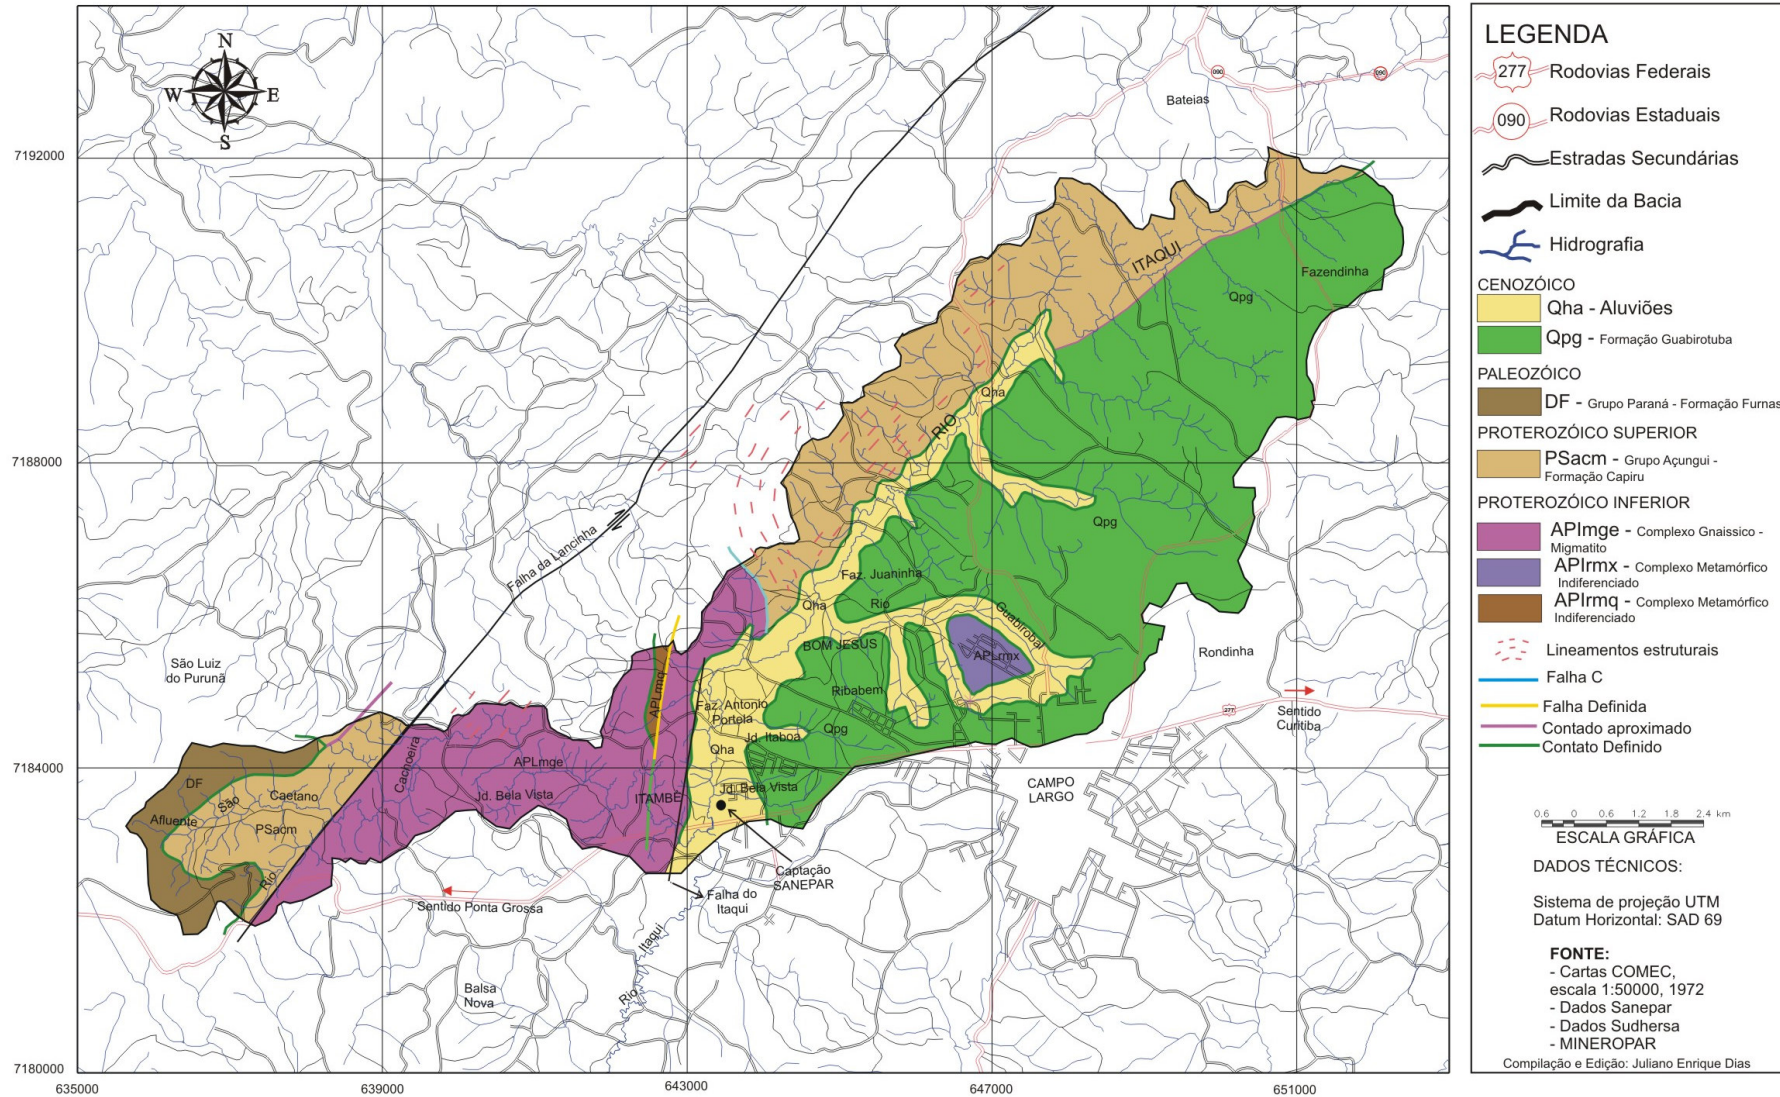 N
W E
S
7192000
7188000
7184000
7180000
635000
639000
643000
647000
651000
090
090
Bateias
ITAQUI
Fazendinha
Qpg
Qha
RIO
Qpg
Falha da Lancinha
Faz. Juaninha
Rio
Guabirobal
Qha
BOM JESUS
APLrmx
Rondinha
São Luiz
do Purunã
APLrmq
Ribabem
Faz. Antonio
Portela
Qpg
Jd. Itaboa
Qha
277
Sentido
Curitiba
Cachoeira
APLmqe
DF
São
Caetano
Afluente
PSacm
Jd. Bela Vista
ITAMBÉ
Jd. Bela Vista
CAMPO
LARGO
Rio
Captação
SANEPAR
Sentido Ponta Grossa
Falha do
Itaqui
Itaqui
Rio
Balsa
Nova
LEGENDA
277 Rodovias Federais
090 Rodovias Estaduais
Estradas Secundárias
Limite da Bacia
Hidrografia
CENOZÓICO
Qha - Aluviões
Qpg - Formação Guabirotuba
PALEOZÓICO
DF - Grupo Paraná - Formação Furnas
PROTEROZÓICO SUPERIOR
PSacm - Grupo Açungui -
Formação Capiru
PROTEROZÓICO INFERIOR
APImge - Complexo Gnaissico -
Migmatito
APIrmx - Complexo Metamórfico
Indiferenciado
APIrmq - Complexo Metamórfico
Indiferenciado
Lineamentos estruturais
Falha C
Falha Definida
Contado aproximado
Contato Definido
0,6 0 0,6 1,2 1,8 2,4 km
ESCALA GRÁFICA
DADOS TÉCNICOS:
Sistema de projeção UTM
Datum Horizontal: SAD 69
FONTE:
- Cartas COMEC,
escala 1:50000, 1972
- Dados Sanepar
- Dados Sudhersa
- MINEROPAR
Compilação e Edição: Juliano Enrique Dias